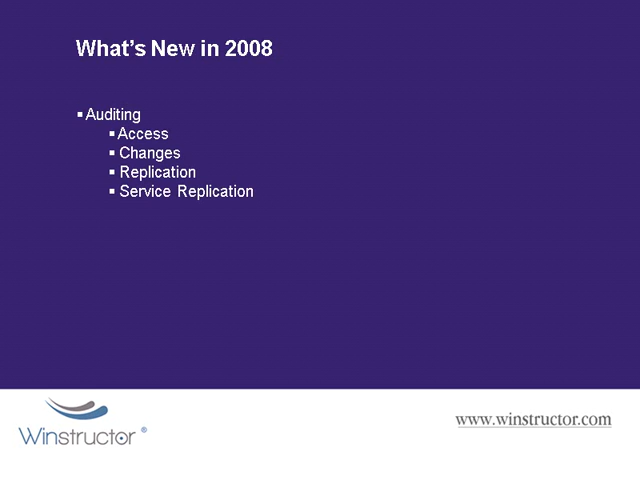 What's New in 2008
▪ Auditing
▪ Access
▪ Changes
▪ Replication
▪ Service Replication
Winstructor ®
www.winstructor.com